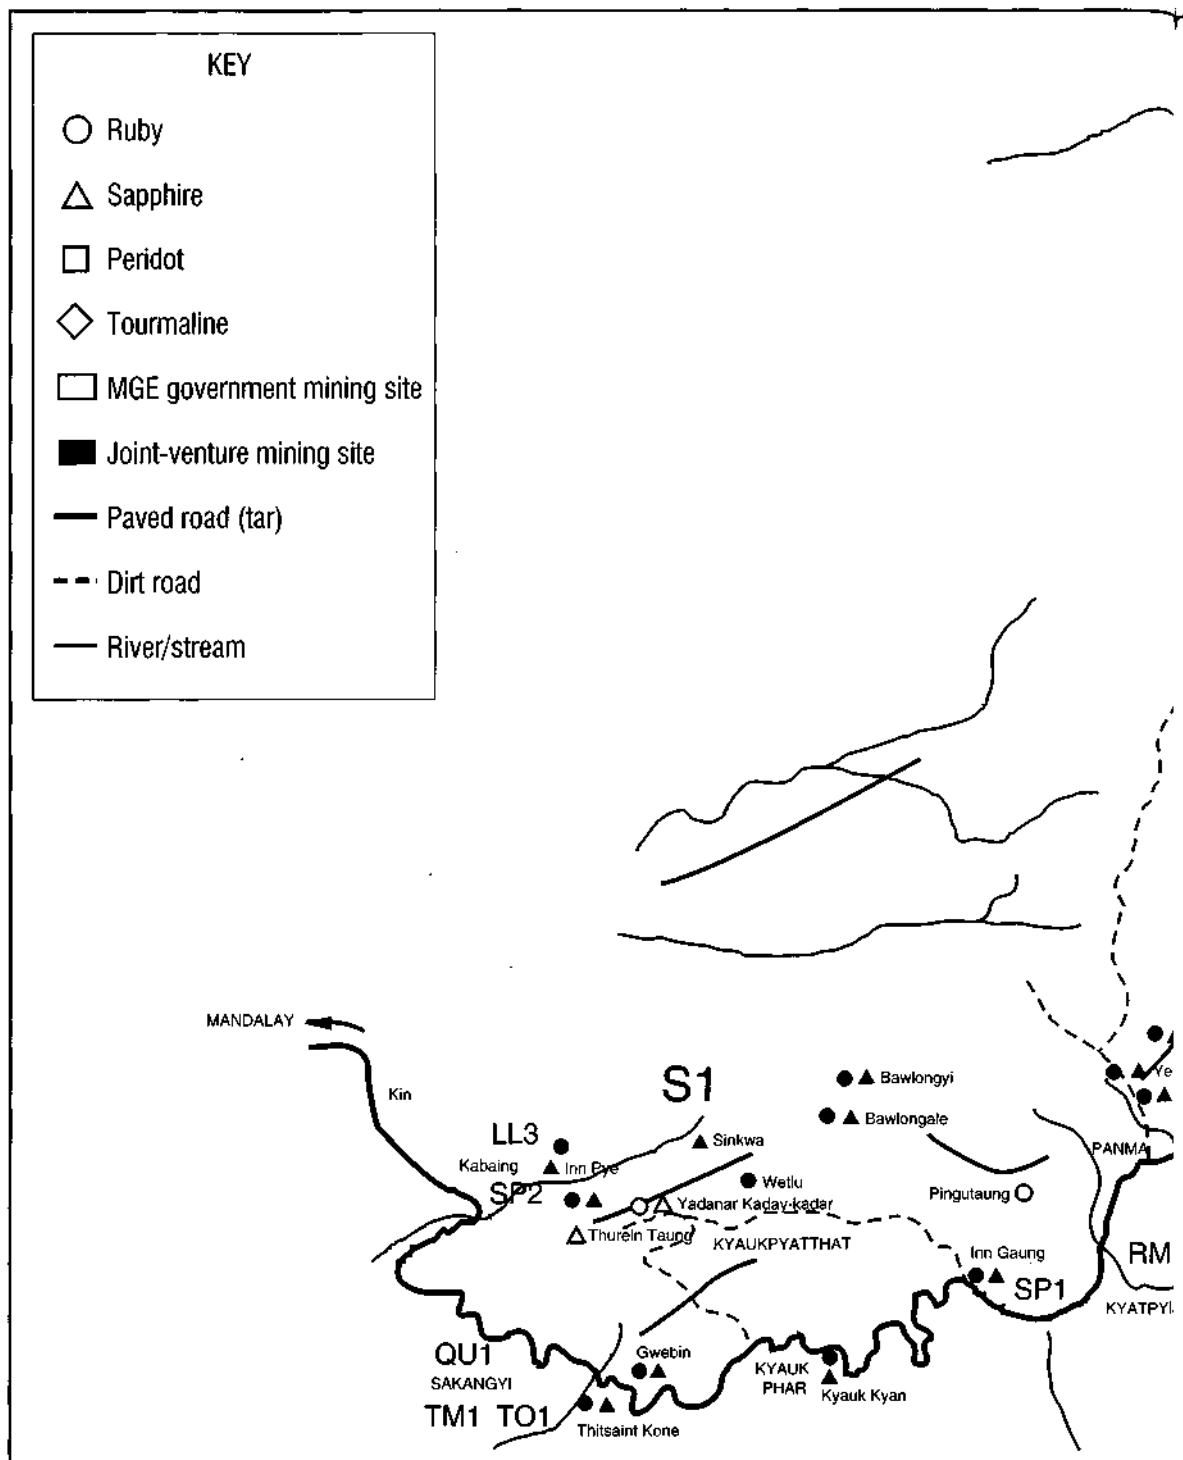 KEY
Ruby
Sapphire
Peridot
Tourmaline
MGE government mining site
Joint-venture mining site
Paved road (tar)
Dirt road
River/stream
MANDALAY
Kin
S1
Bawlongyi
Ye
Bawlongale
LL3
Sinkwa
PANMA
Kabaing
Inn Pye
Wetlu
SP2
Pingutaung
Yadanar Kaday-kadar
Thurein Taung
KYAUKPYATTHAT
Inn Gaung
RM
SP1
KYATPYI
QU1
Gwebin
KYAUK
PHAR
SAKANGYI
Kyauk Kyan
TM1 TO1
Thitsaint Kone